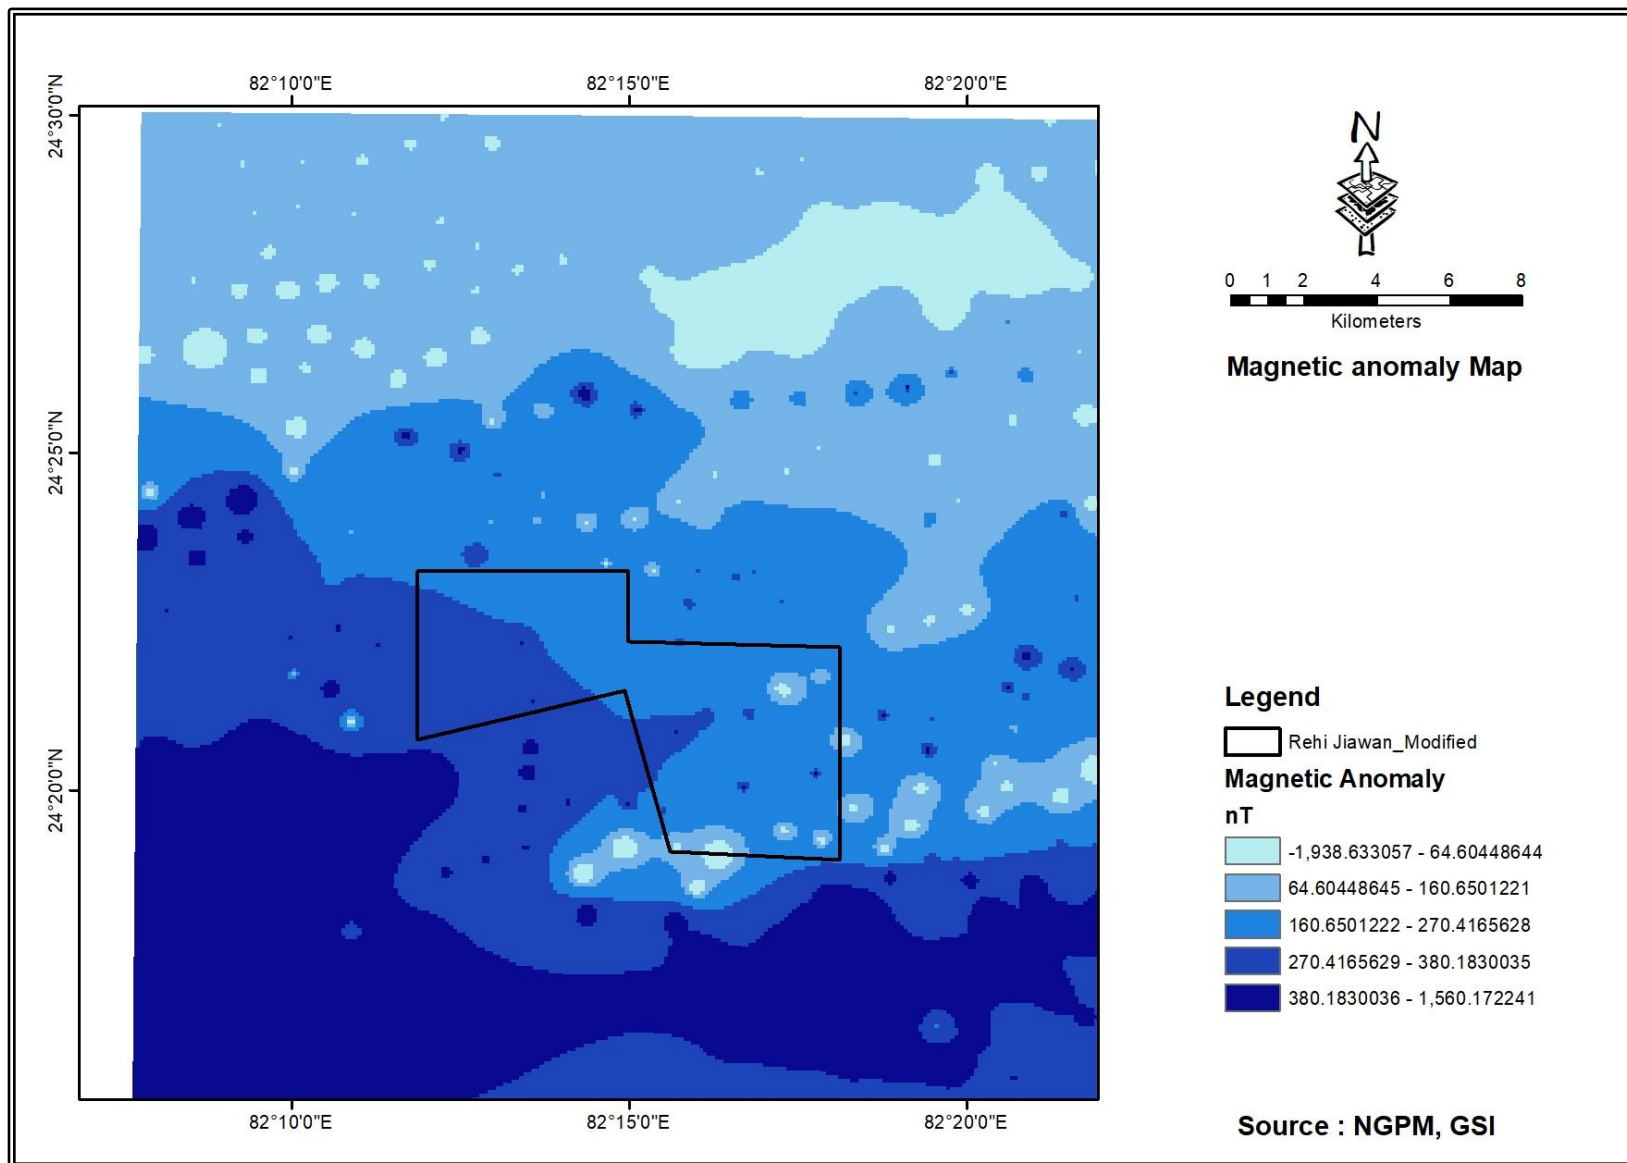 82°10'0"E 82°15'0"E 82°20'0"E
24°30'0"N
24°25'0"N
24°20'0"N
82°10'0"E 82°15'0"E 82°20'0"E
N
0 1 2 4 6 8
Kilometers
Magnetic anomaly Map
Legend
Rehi Jiawan_Modified
Magnetic Anomaly
nT
-1,938.633057 - 64.60448644
64.60448645 - 160.6501221
160.6501222 - 270.4165628
270.4165629 - 380.1830035
380.1830036 - 1,560.172241
Source : NGPM, GSI